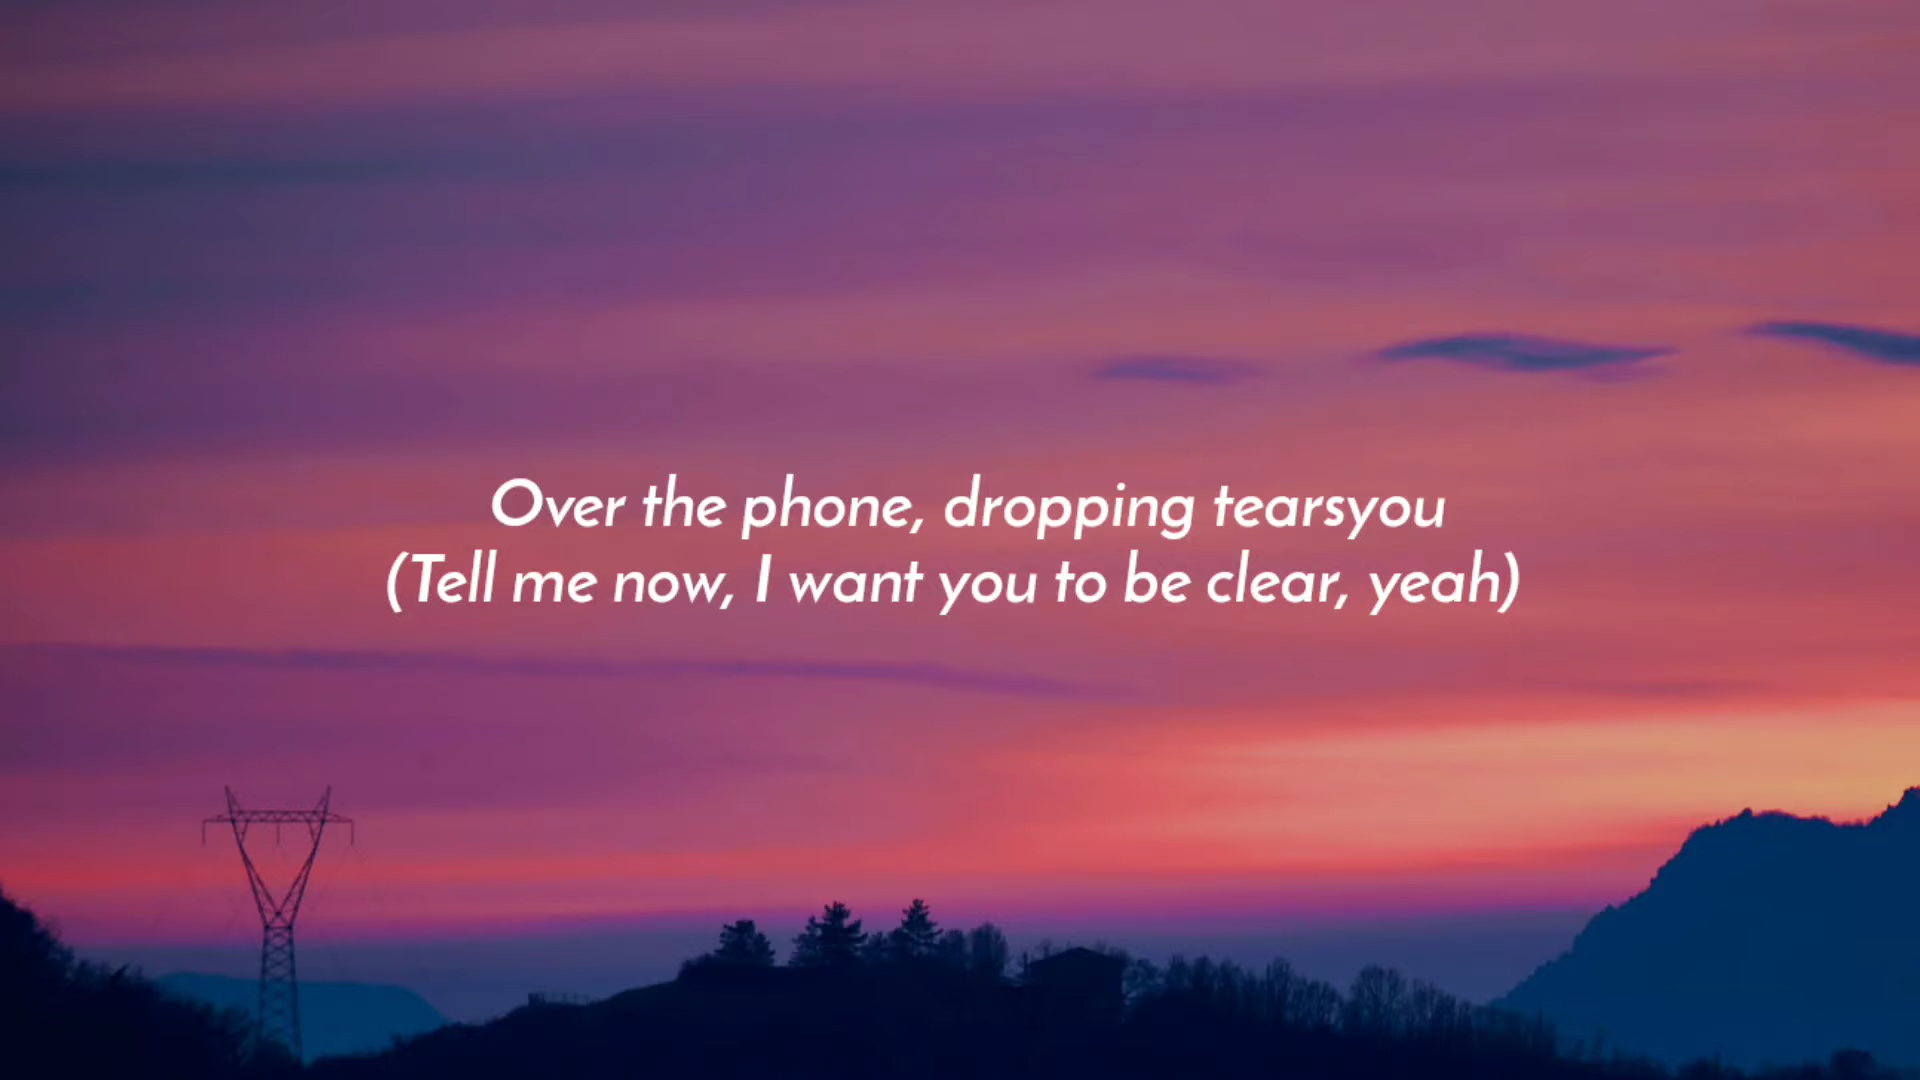 Over the phone, dropping tearsyou
(Tell me now, I want you to be clear, yeah)